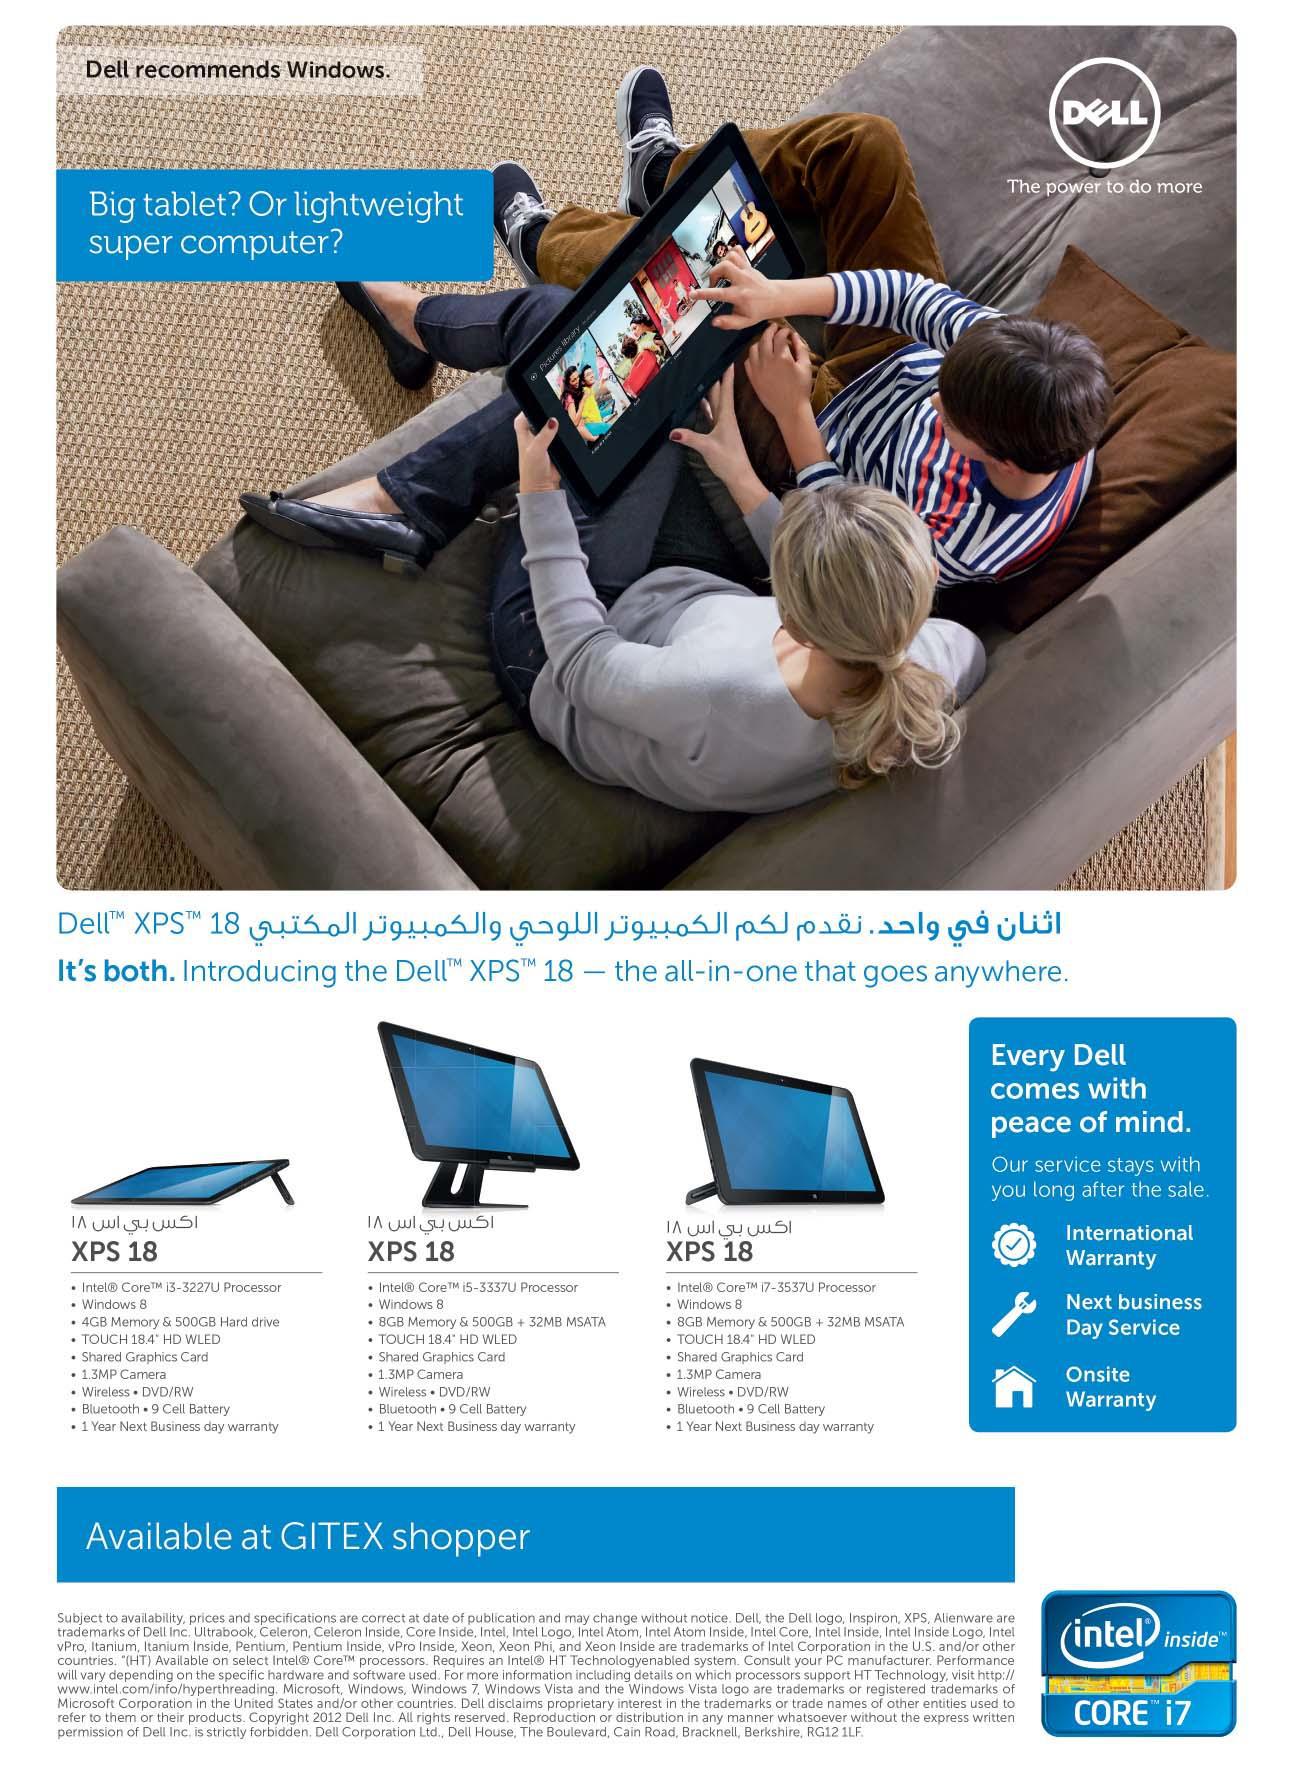 Dell recommends Windows.
DELL
The power to do more
Big tablet? Or lightweight
super computer?
Pictures library
اثنان في واحد. نقدم لكم الكمبيوتر اللوحي والكمبيوتر المكتبي Dell™ XPS™ 18
It's both. Introducing the Dell™ XPS™ 18 — the all-in-one that goes anywhere.
اكس بي اس ١٨
XPS 18
• Intel® Core™ i3-3227U Processor
• Windows 8
• 4GB Memory & 500GB Hard drive
• TOUCH 18.4" HD WLED
• Shared Graphics Card
• 1.3MP Camera
• Wireless • DVD/RW
• Bluetooth • 9 Cell Battery
• 1 Year Next Business day warranty
اكس بي اس ١٨
XPS 18
• Intel® Core™ i5-3337U Processor
• Windows 8
• 8GB Memory & 500GB + 32MB MSATA
• TOUCH 18.4" HD WLED
• Shared Graphics Card
• 1.3MP Camera
• Wireless • DVD/RW
• Bluetooth • 9 Cell Battery
• 1 Year Next Business day warranty
اكس بي اس ١٨
XPS 18
• Intel® Core™ i7-3537U Processor
• Windows 8
• 8GB Memory & 500GB + 32MB MSATA
• TOUCH 18.4" HD WLED
• Shared Graphics Card
• 1.3MP Camera
• Wireless • DVD/RW
• Bluetooth • 9 Cell Battery
• 1 Year Next Business day warranty
Every Dell
comes with
peace of mind.
Our service stays with
you long after the sale.
International
Warranty
Next business
Day Service
Onsite
Warranty
Available at GITEX shopper
Subject to availability, prices and specifications are correct at date of publication and may change without notice. Dell, the Dell logo, Inspiron, XPS, Alienware are
trademarks of Dell Inc. Ultrabook, Celeron, Celeron Inside, Core Inside, Intel, Intel Logo, Intel Atom, Intel Atom Inside, Intel Core, Intel Inside, Intel Inside Logo, Intel
vPro, Itanium, Itanium Inside, Pentium, Pentium Inside, vPro Inside, Xeon, Xeon Phi, and Xeon Inside are trademarks of Intel Corporation in the U.S. and/or other
countries. "(HT) Available on select Intel® Core™ processors. Requires an Intel® HT Technologyenabled system. Consult your PC manufacturer. Performance
will vary depending on the specific hardware and software used. For more information including details on which processors support HT Technology, visit http://
www.intel.com/info/hyperthreading. Microsoft, Windows, Windows 7, Windows Vista and the Windows Vista logo are trademarks or registered trademarks of
Microsoft Corporation in the United States and/or other countries. Dell disclaims proprietary interest in the trademarks or trade names of other entities used to
refer to them or their products. Copyright 2012 Dell Inc. All rights reserved. Reproduction or distribution in any manner whatsoever without the express written
permission of Dell Inc. is strictly forbidden. Dell Corporation Ltd., Dell House, The Boulevard, Cain Road, Bracknell, Berkshire, RG12 1LF.
intel® inside™
CORE™ i7